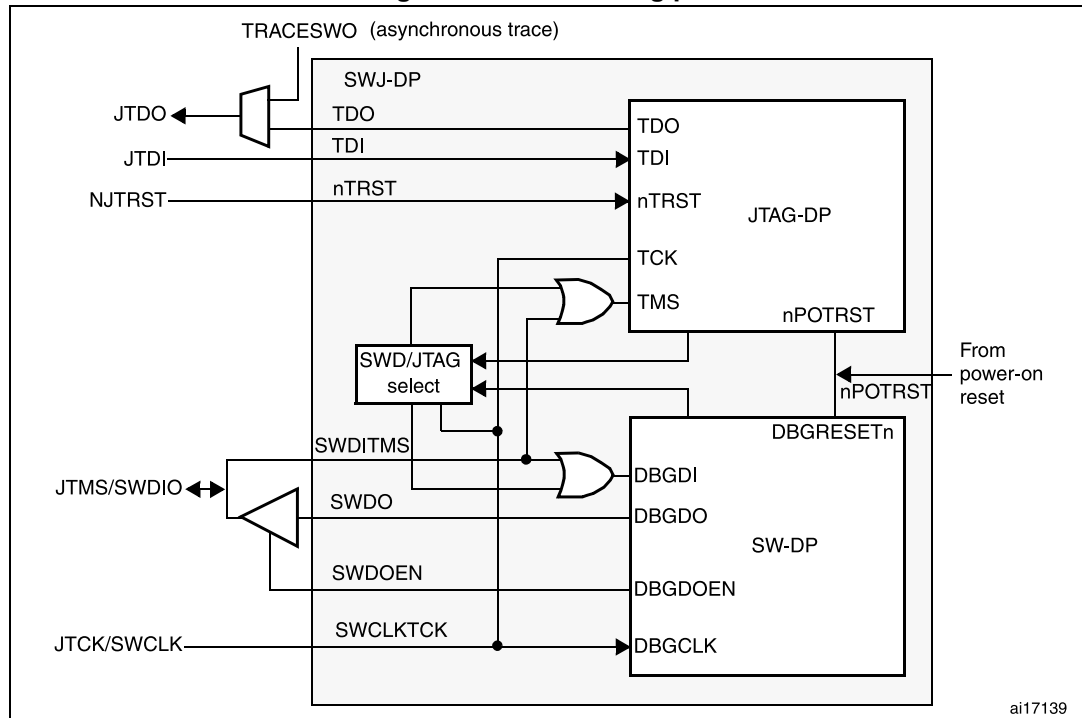 TRACESWO (asynchronous trace)
SWJ-DP
JTDO
TDO
TDO
JTDI
TDI
TDI
NJTRST
nTRST
nTRST
JTAG-DP
TCK
TMS
nPOTRST
SWD/JTAG
select
From
power-on
reset
nPOTRST
DBGRESETn
SWDITMS
DBGDI
JTMS/SWDIO
SWDO
DBGDO
SW-DP
SWDOEN
DBGDOEN
JTCK/SWCLK
SWCLKTCK
DBGCLK
ai17139